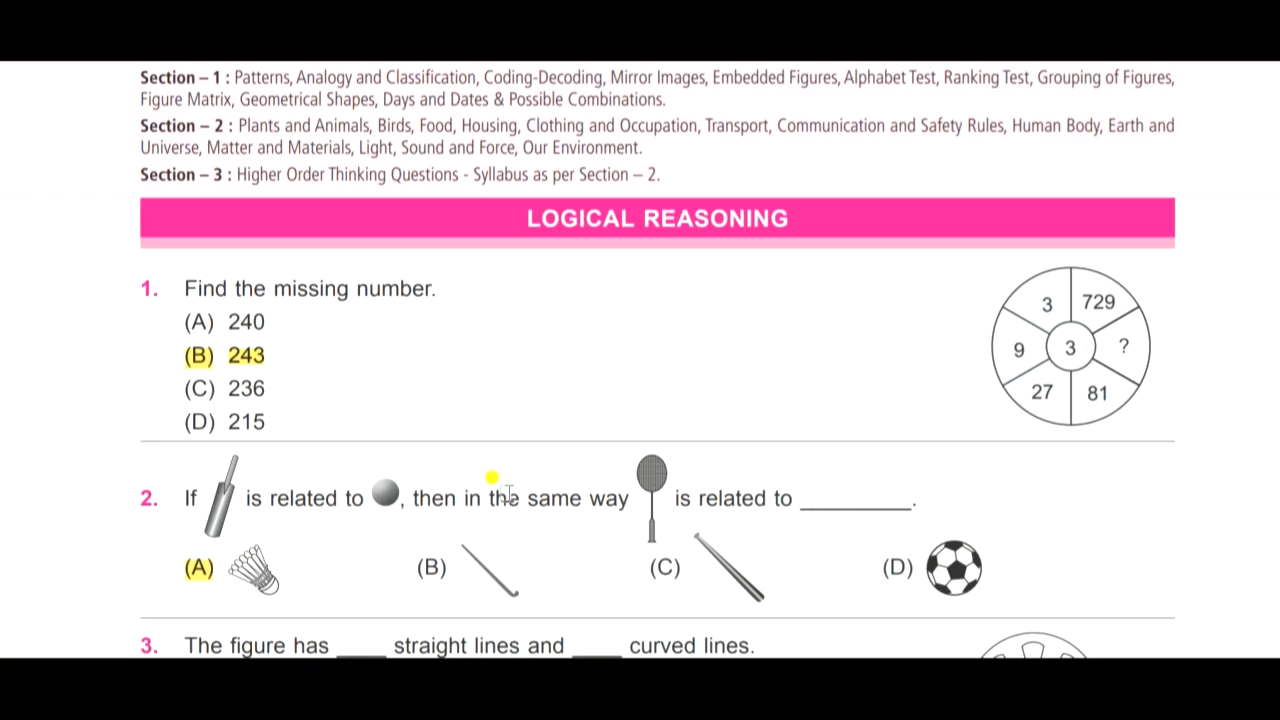 Section – 1 : Patterns, Analogy and Classification, Coding-Decoding, Mirror Images, Embedded Figures, Alphabet Test, Ranking Test, Grouping of Figures,
Figure Matrix, Geometrical Shapes, Days and Dates & Possible Combinations.
Section – 2 : Plants and Animals, Birds, Food, Housing, Clothing and Occupation, Transport, Communication and Safety Rules, Human Body, Earth and
Universe, Matter and Materials, Light, Sound and Force, Our Environment.
Section – 3 : Higher Order Thinking Questions - Syllabus as per Section – 2.
LOGICAL REASONING
1. Find the missing number.
(A) 240
(B) 243
(C) 236
(D) 215
3 729
9 3 ?
27 81
2. If is related to , then in the same way is related to __________.
(A) (B) (C) (D)
3. The figure has ____ straight lines and ____ curved lines.